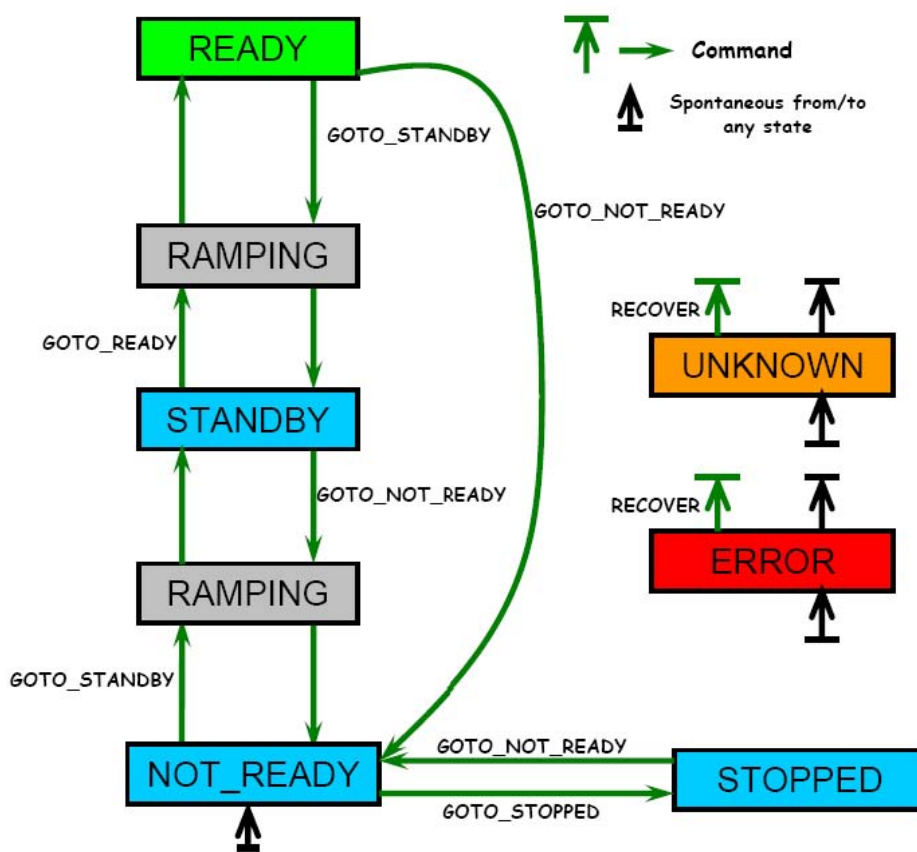 READY
Command
Spontaneous from/to
any state
GOTO_STANDBY
GOTO_NOT_READY
RAMPING
RECOVER
GOTO_READY
UNKNOWN
STANDBY
GOTO_NOT_READY
RECOVER
ERROR
RAMPING
GOTO_STANDBY
GOTO_NOT_READY
NOT_READY
STOPPED
GOTO_STOPPED